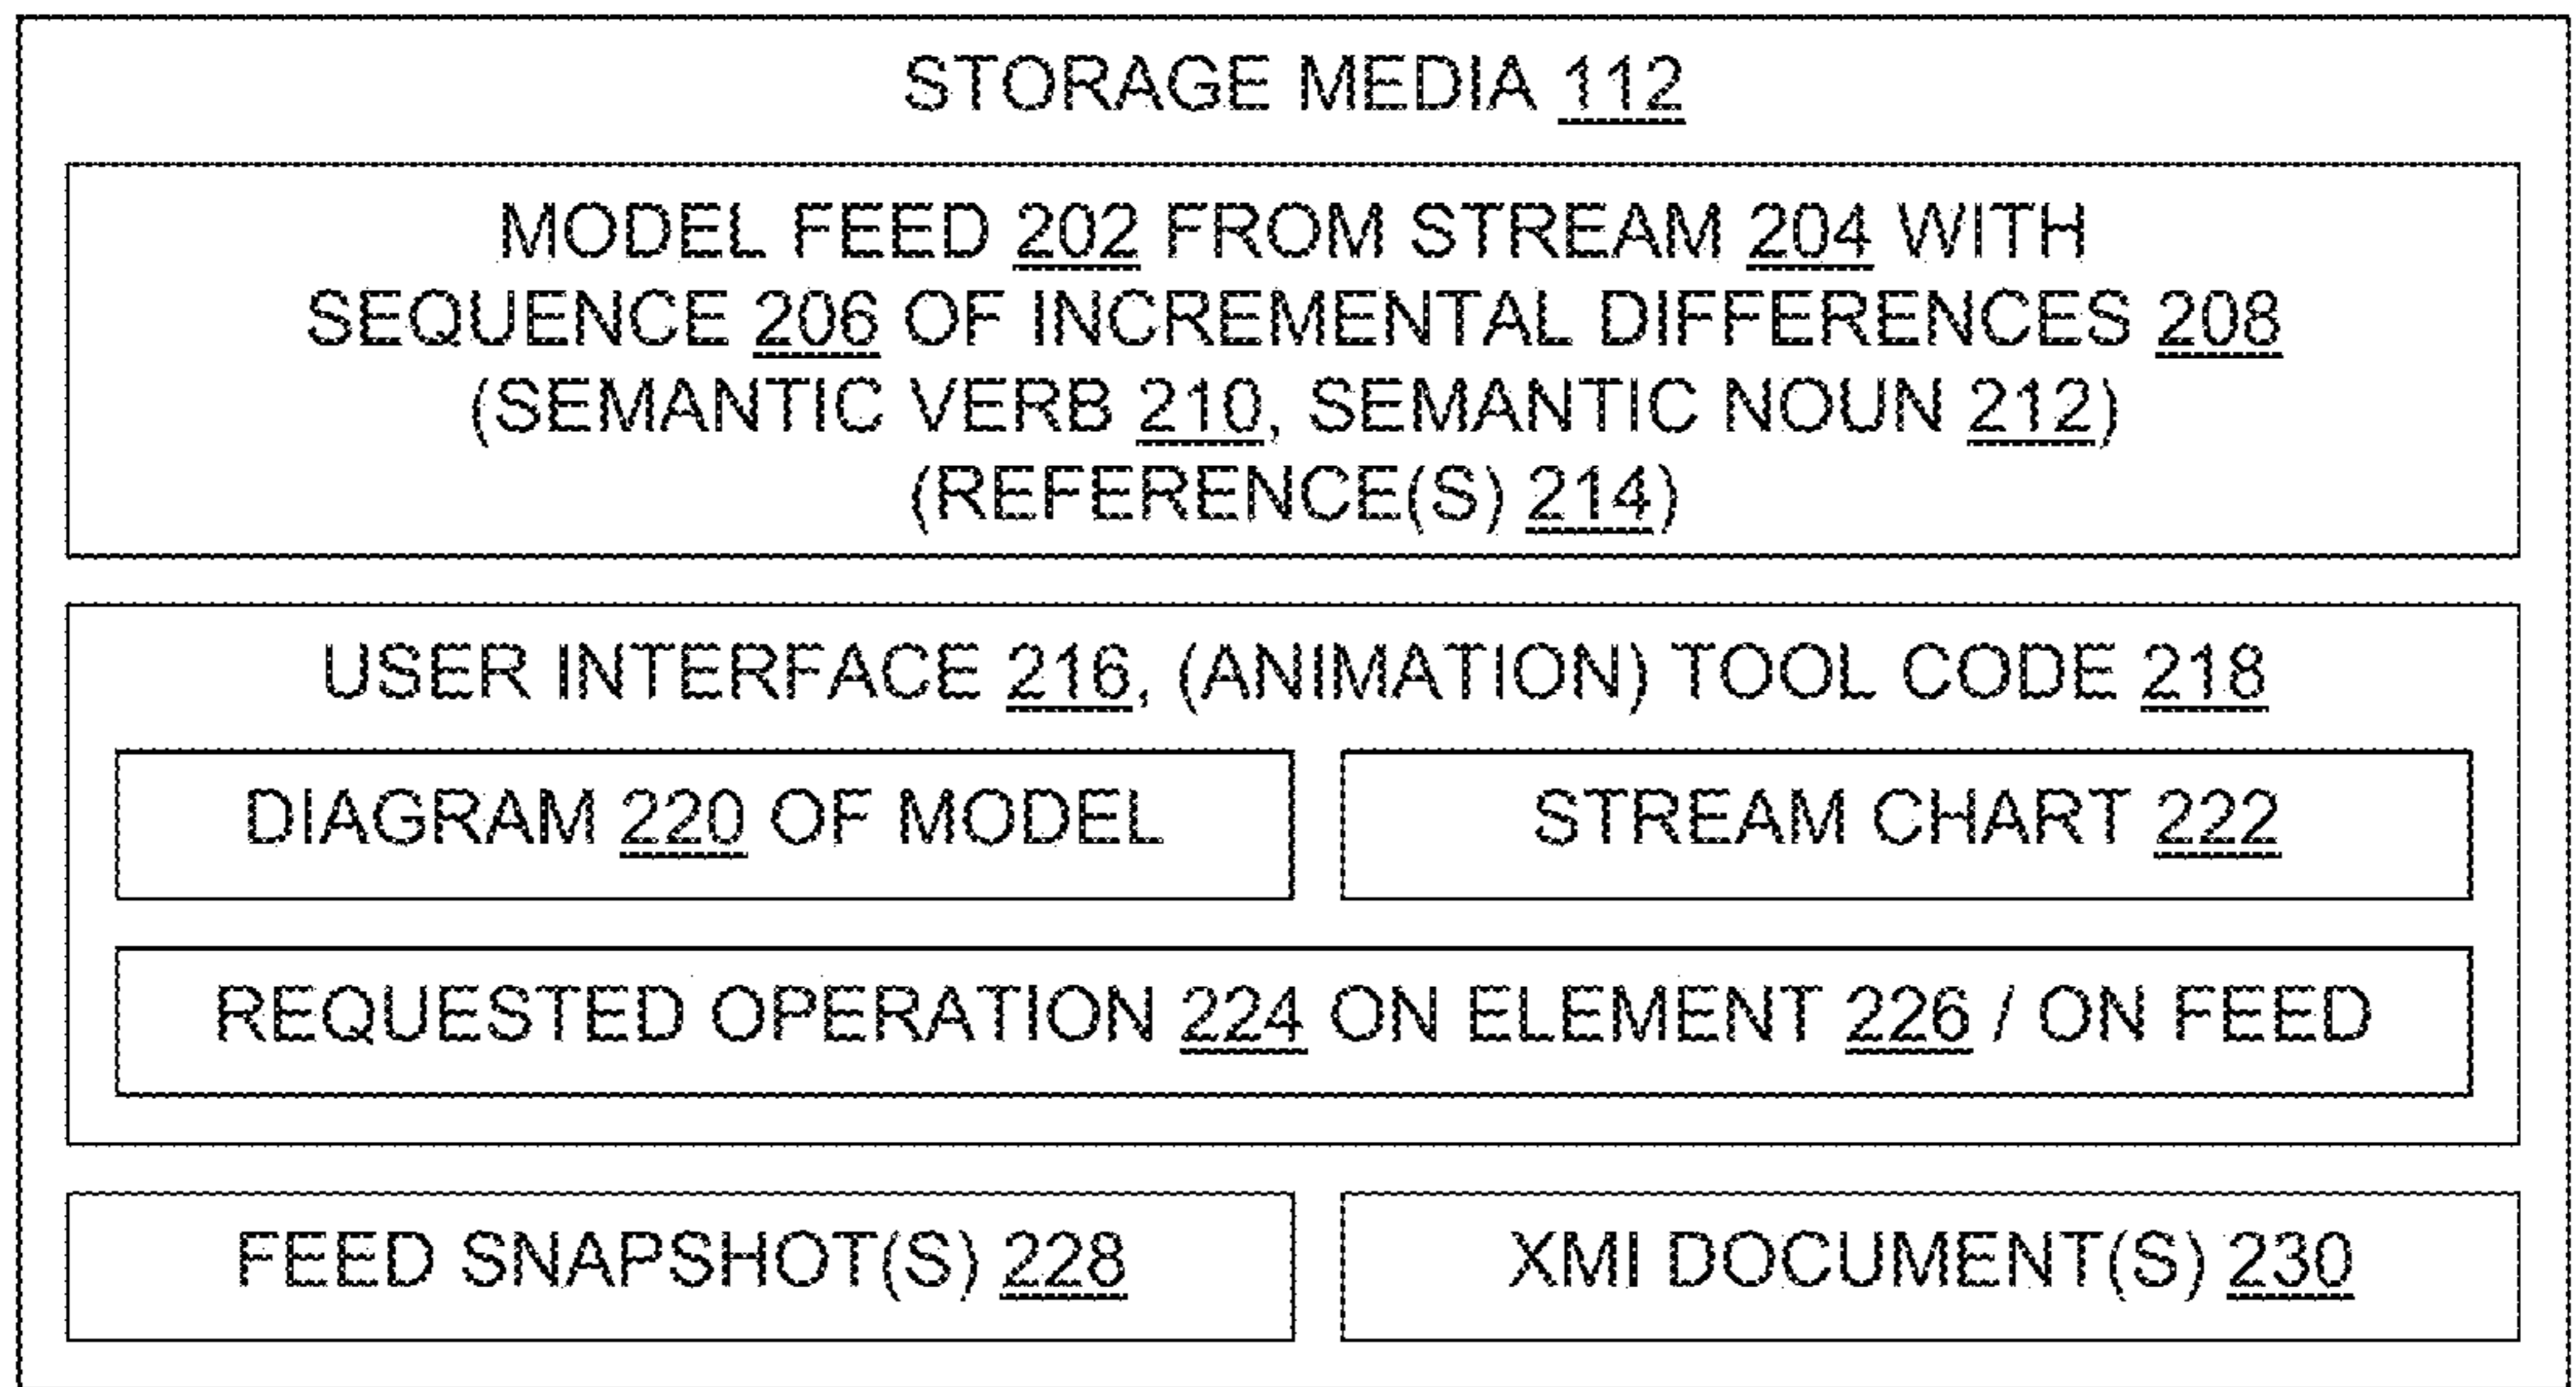 STORAGE MEDIA 112
MODEL FEED 202 FROM STREAM 204 WITH
SEQUENCE 206 OF INCREMENTAL DIFFERENCES 208
(SEMANTIC VERB 210, SEMANTIC NOUN 212)
(REFERENCE(S) 214)
USER INTERFACE 216, (ANIMATION) TOOL CODE 218
DIAGRAM 220 OF MODEL
STREAM CHART 222
REQUESTED OPERATION 224 ON ELEMENT 226 / ON FEED
FEED SNAPSHOT(S) 228
XMI DOCUMENT(S) 230